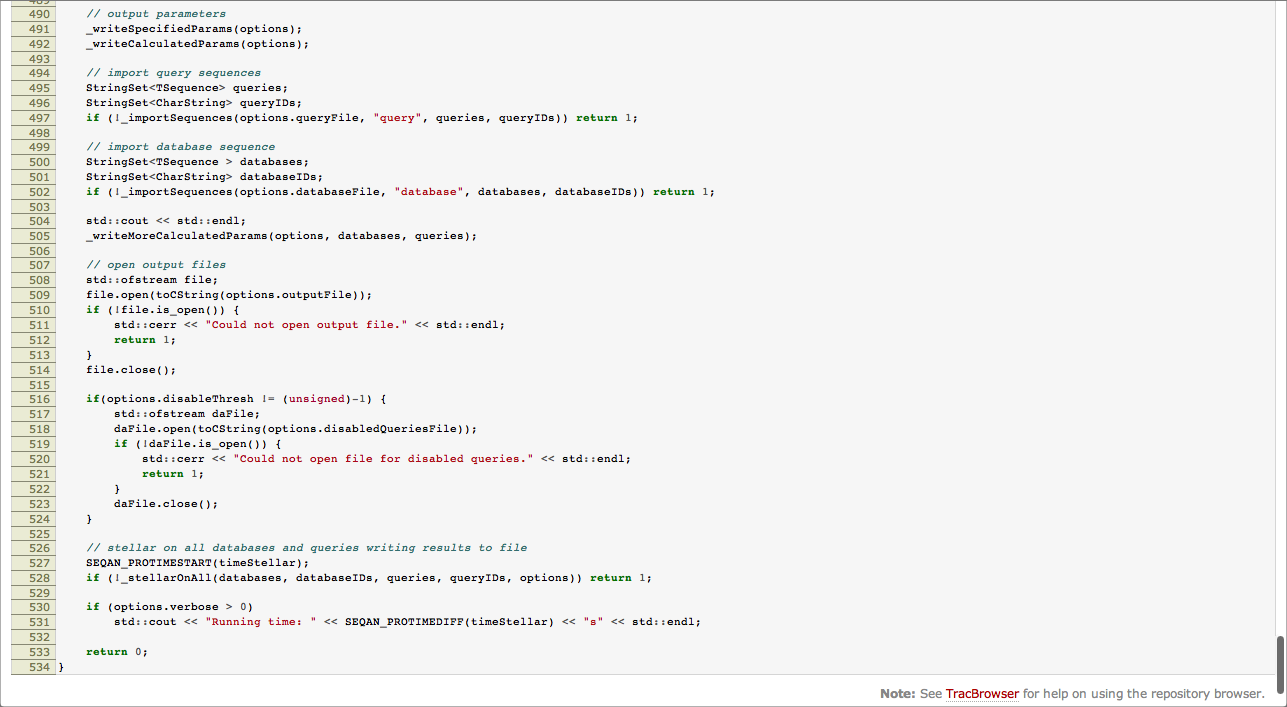 489
490 // output parameters
491 _writeSpecifiedParams(options);
492 _writeCalculatedParams(options);
493
494 // import query sequences
495 StringSet<TSequence> queries;
496 StringSet<CharString> queryIDs;
497 if (!_importSequences(options.queryFile, "query", queries, queryIDs)) return 1;
498
499 // import database sequence
500 StringSet<TSequence > databases;
501 StringSet<CharString> databaseIDs;
502 if (!_importSequences(options.databaseFile, "database", databases, databaseIDs)) return 1;
503
504 std::cout << std::endl;
505 _writeMoreCalculatedParams(options, databases, queries);
506
507 // open output files
508 std::ofstream file;
509 file.open(toCString(options.outputFile));
510 if (!file.is_open()) {
511 std::cerr << "Could not open output file." << std::endl;
512 return 1;
513 }
514 file.close();
515
516 if(options.disableThresh != (unsigned)-1) {
517 std::ofstream daFile;
518 daFile.open(toCString(options.disabledQueriesFile));
519 if (!daFile.is_open()) {
520 std::cerr << "Could not open file for disabled queries." << std::endl;
521 return 1;
522 }
523 daFile.close();
524 }
525
526 // stellar on all databases and queries writing results to file
527 SEQAN_PROTIMESTART(timeStellar);
528 if (!_stellarOnAll(databases, databaseIDs, queries, queryIDs, options)) return 1;
529
530 if (options.verbose > 0)
531 std::cout << "Running time: " << SEQAN_PROTIMEDIFF(timeStellar) << "s" << std::endl;
532
533 return 0;
534 }
Note: See TracBrowser for help on using the repository browser.